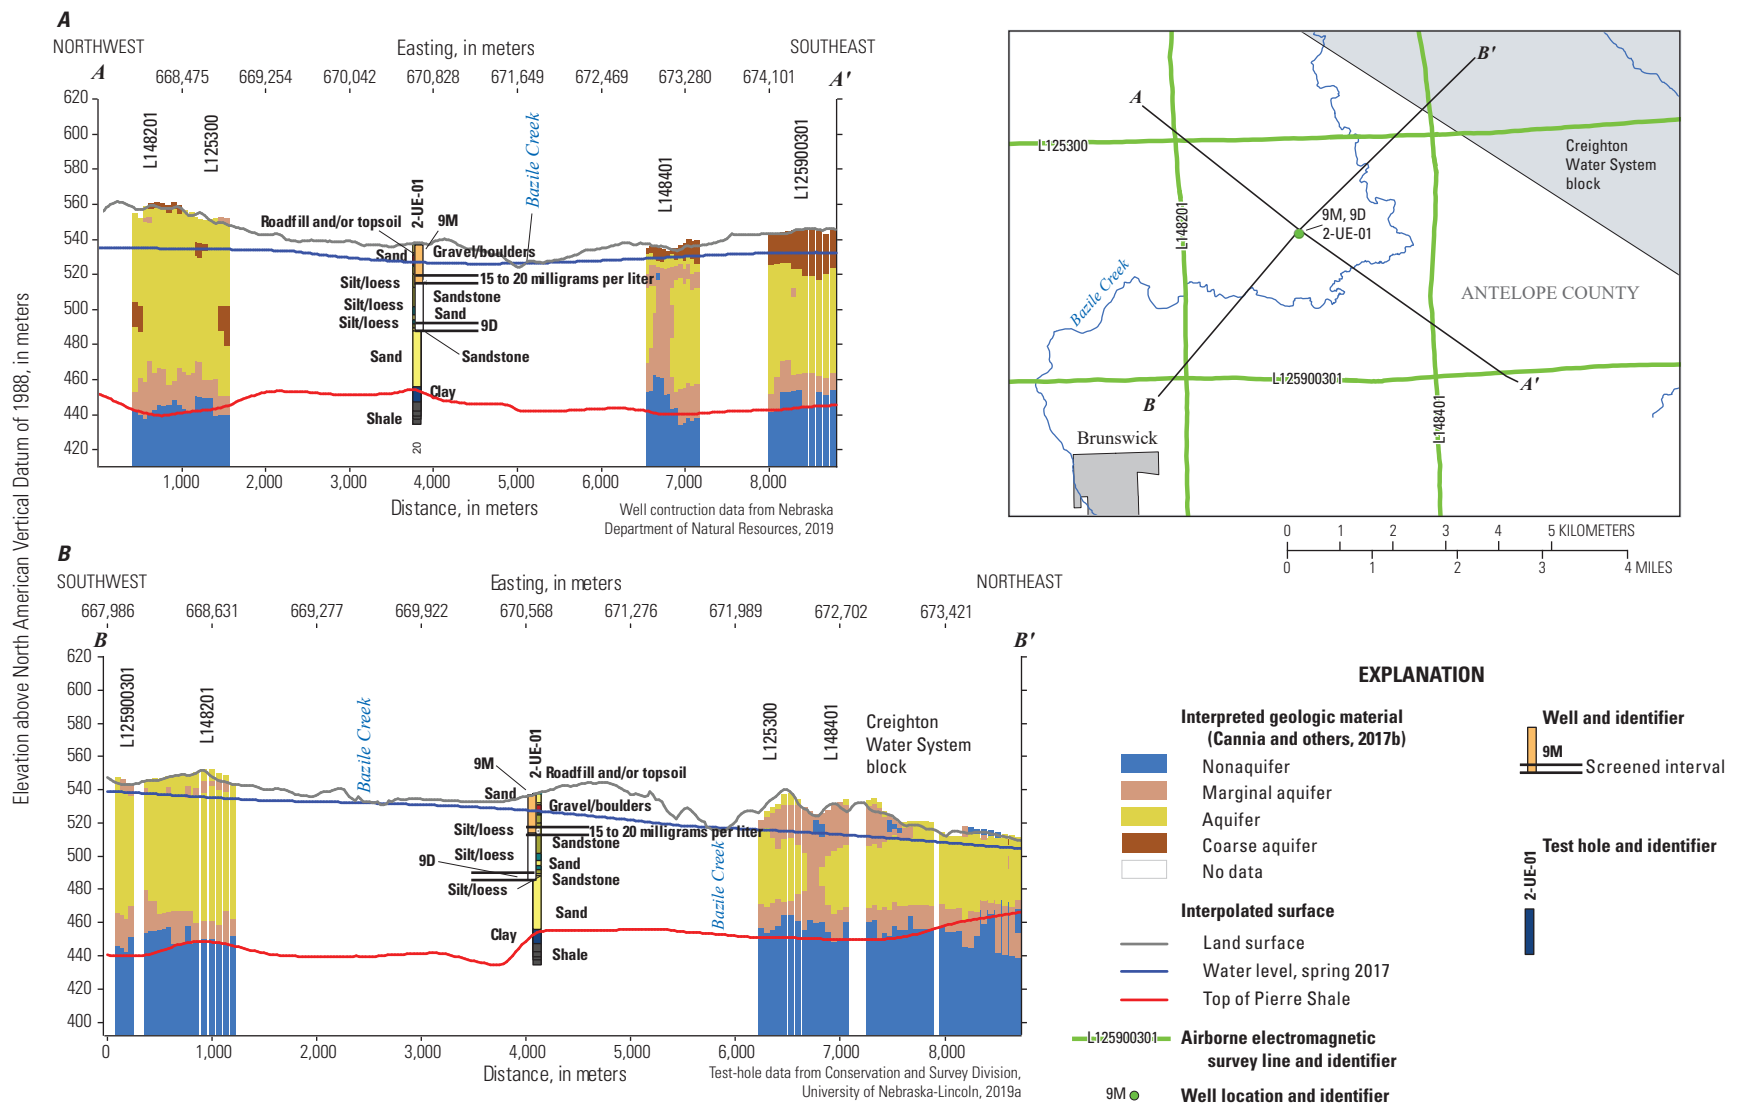 A
NORTHWEST
Easting, in meters
SOUTHEAST
A
668,475
669,254
670,042
670,828
671,649
672,469
673,280
674,101
A'
620
600
580
560
540
520
500
480
460
440
420
L148201
L125300
2-UE-01
Bazile Creek
L148401
L125900301
Roadfill and/or topsoil
9M
Sand
Gravel/boulders
Silt/loess
15 to 20 milligrams per liter
Sandstone
Silt/loess
Sand
Silt/loess
9D
Sand
Sandstone
Clay
Shale
20
1,000
2,000
3,000
4,000
5,000
6,000
7,000
8,000
Distance, in meters
Well contruction data from Nebraska
Department of Natural Resources, 2019
Elevation above North American Vertical Datum of 1988, in meters
B
SOUTHWEST
Easting, in meters
NORTHEAST
667,986
668,631
669,277
669,922
670,568
671,276
671,989
672,702
673,421
B
B'
620
600
580
560
540
520
500
480
460
440
420
400
L125900301
L148201
Bazile Creek
2-UE-01
L125300
L148401
Creighton
Water System
block
9M
Roadfill and/or topsoil
Sand
Gravel/boulders
Silt/loess
15 to 20 milligrams per liter
Sandstone
Silt/loess
9D
Sand
Sandstone
Silt/loess
Bazile Creek
Sand
Clay
Shale
0
1,000
2,000
3,000
4,000
5,000
6,000
7,000
8,000
Distance, in meters
Test-hole data from Conservation and Survey Division,
University of Nebraska-Lincoln, 2019a
A
B'
L125300
Creighton
Water System
block
L148201
9M, 9D
2-UE-01
Bazile Creek
ANTELOPE COUNTY
L125900301
A'
B
L148401
Brunswick
0
1
2
3
4
5 KILOMETERS
0
1
2
3
4 MILES
EXPLANATION
Interpreted geologic material
(Cannia and others, 2017b)
Nonaquifer
Marginal aquifer
Aquifer
Coarse aquifer
No data
Interpolated surface
Land surface
Water level, spring 2017
Top of Pierre Shale
L125900301
Airborne electromagnetic
survey line and identifier
9M
Well location and identifier
Well and identifier
9M
Screened interval
Test hole and identifier
2-UE-01